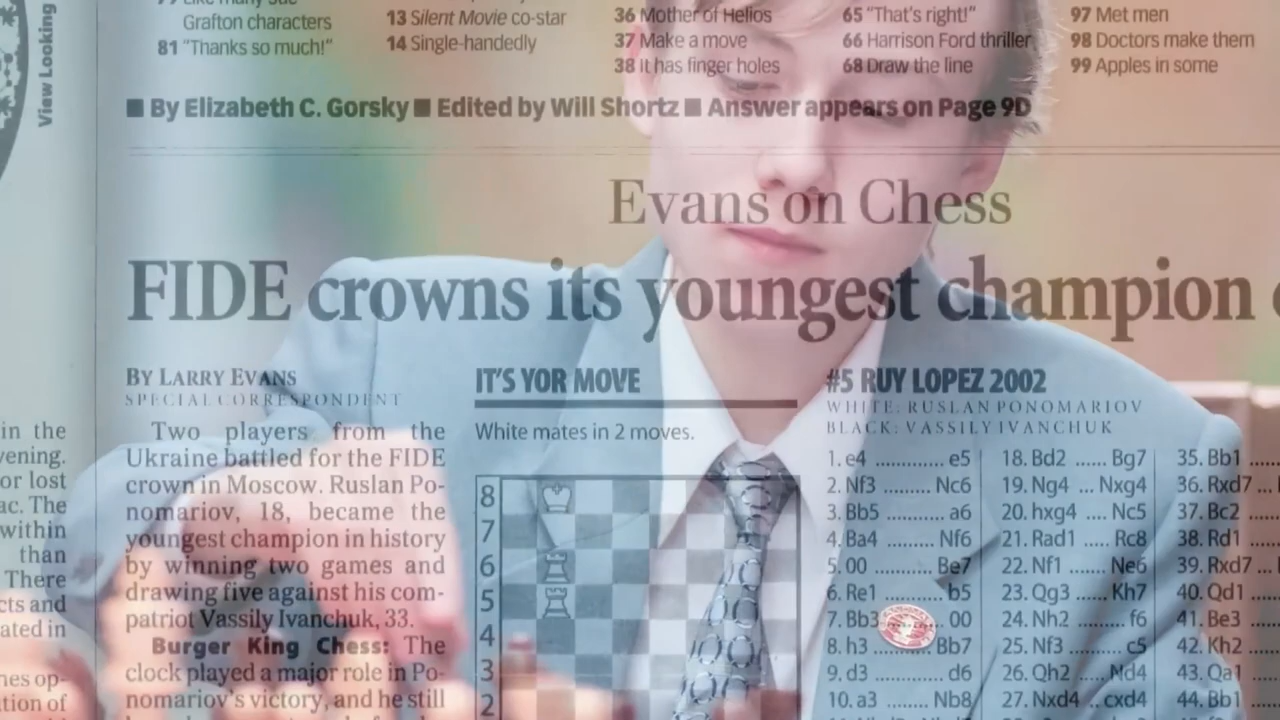 View Looking
Like many Sue
Grafton characters
81 "Thanks so much!"
13 Silent Movie co-star
14 Single-handedly
36 Mother of Helios
37 Make a move
38 It has finger holes
65 "That's right!"
66 Harrison Ford thriller
68 Draw the line
97 Met men
98 Doctors make them
99 Apples in some
■ By Elizabeth C. Gorsky ■ Edited by Will Shortz ■ Answer appears on Page 9D
Evans on Chess
FIDE crowns its youngest champion
in the
vening.
or lost
ac. The
within
than
There
cts and
ated in
nes op-
tion of
BY LARRY EVANS
SPECIAL CORRESPONDENT
Two players from the
Ukraine battled for the FIDE
crown in Moscow. Ruslan Po-
nomariov, 18, became the
youngest champion in history
by winning two games and
drawing five against his com-
patriot Vassily Ivanchuk, 33.
Burger King Chess: The
clock played a major role in Po-
nomariov's victory, and he still
IT'S YOR MOVE
White mates in 2 moves.
8
7
6
5
4
3
2
#5 RUY LOPEZ 2002
WHITE: RUSLAN PONOMARIOV
BLACK: VASSILY IVANCHUK
1. e4 ............ e5
2. Nf3 ......... Nc6
3. Bb5 ............ a6
4. Ba4 .......... Nf6
5. 00 ............ Be7
6. Re1 ........... b5
7. Bb3 ........... 00
8. h3 ............ Bb7
9. d3 .............. d6
10. a3 ......... Nb8
18. Bd2 ...... Bg7
19. Ng4 ... Nxg4
20. hxg4 .... Nc5
21. Rad1 ..... Rc8
22. Nf1 ...... Ne6
23. Qg3 ...... Kh7
24. Nh2 ........ f6
25. Nf3 ......... c5
26. Qh2 ..... Nd4
27. Nxd4 .. cxd4
35. Bb1
36. Rxd7
37. Bc2
38. Rd1
39. Rxd7
40. Qd1
41. Be3
42. Kh2
43. Qa1
44. Bb1